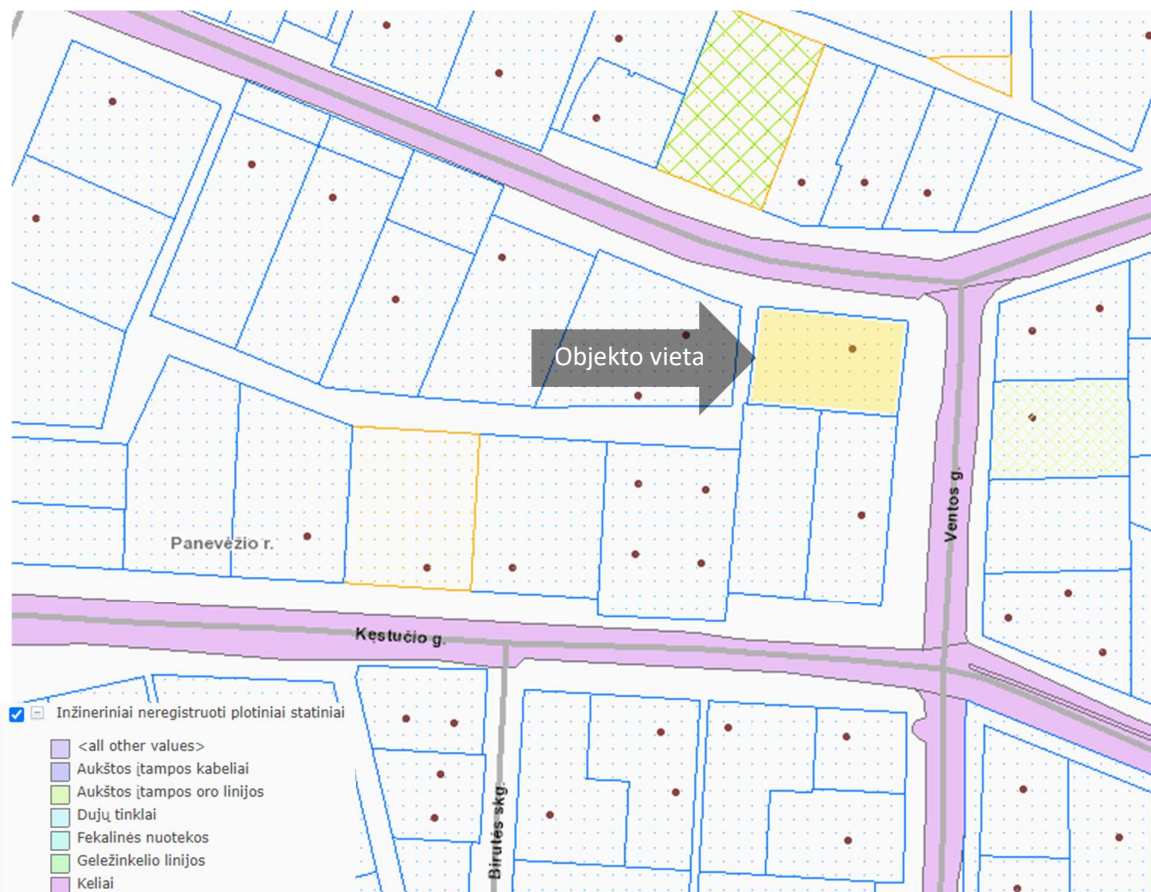 Objekto vieta
Ventos g.
Panevėžio r.
Kęstučio g.
Birutės skg.
Inžineriniai neregistruoti plotiniai statiniai
<all other values>
Aukštos įtampos kabeliai
Aukštos įtampos oro linijos
Dujų tinklai
Fekalinės nuotekos
Geležinkelio linijos
Keliai